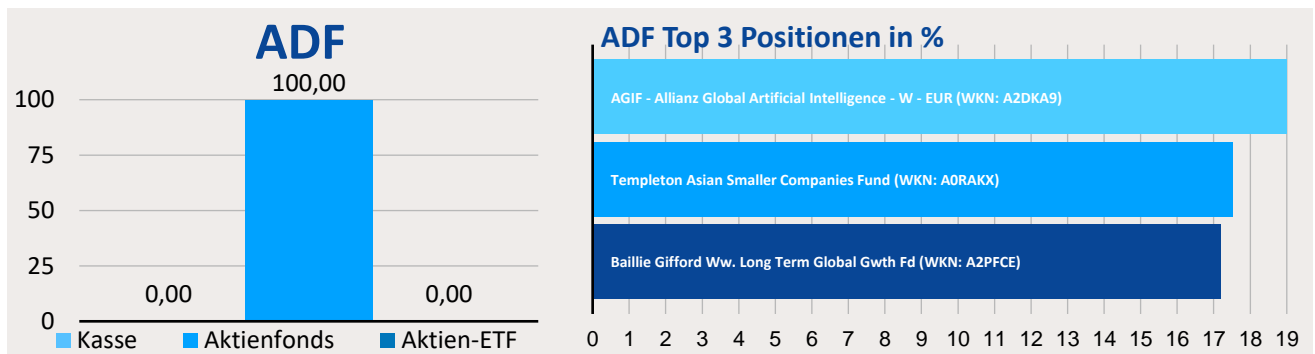 ADF
100,00
100
75
50
25
0
0,00
0,00
Kasse
Aktienfonds
Aktien-ETF
ADF Top 3 Positionen in %
AGIF - Allianz Global Artificial Intelligence - W - EUR (WKN: A2DKA9)
Templeton Asian Smaller Companies Fund (WKN: A0RAKX)
Baillie Gifford Ww. Long Term Global Gwth Fd (WKN: A2PFCE)
0 1 2 3 4 5 6 7 8 9 10 11 12 13 14 15 16 17 18 19